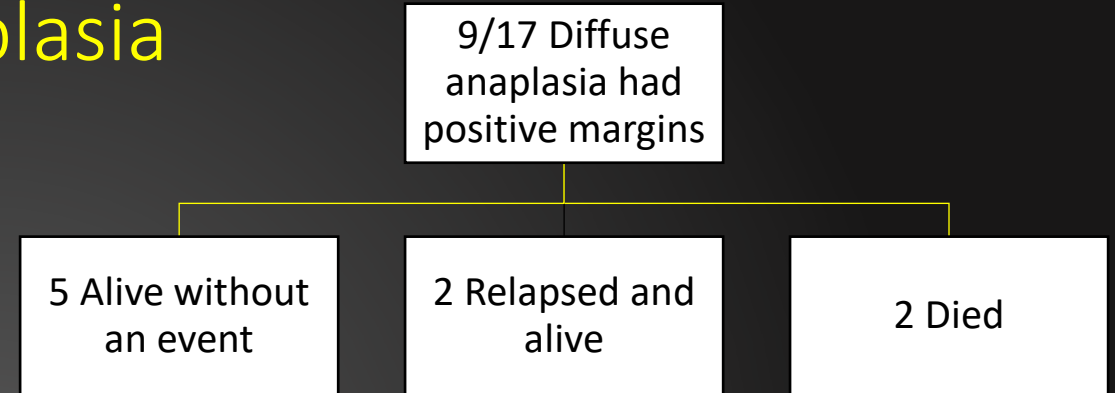 plasia
9/17 Diffuse
anaplasia had
positive margins
5 Alive without
an event
2 Relapsed and
alive
2 Died